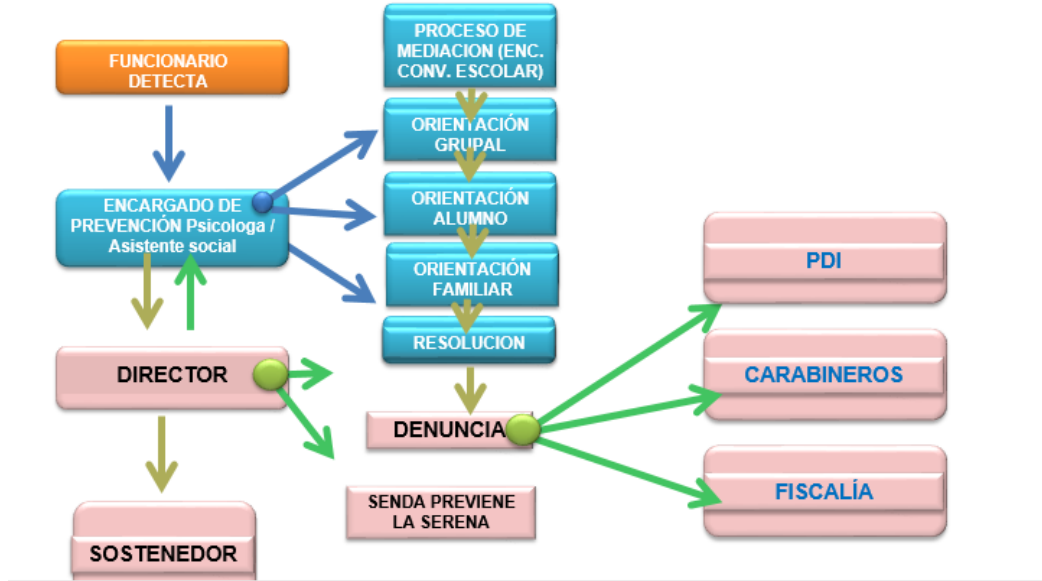 FUNCIONARIO
DETECTA
ENCARGADO DE
PREVENCIÓN Psicologa /
Asistente social
DIRECTOR
SOSTENEDOR
PROCESO DE
MEDIACION (ENC.
CONV. ESCOLAR)
ORIENTACIÓN
GRUPAL
ORIENTACIÓN
ALUMNO
ORIENTACIÓN
FAMILIAR
RESOLUCION
DENUNCIA
SENDA PREVIENE
LA SERENA
PDI
CARABINEROS
FISCALÍA